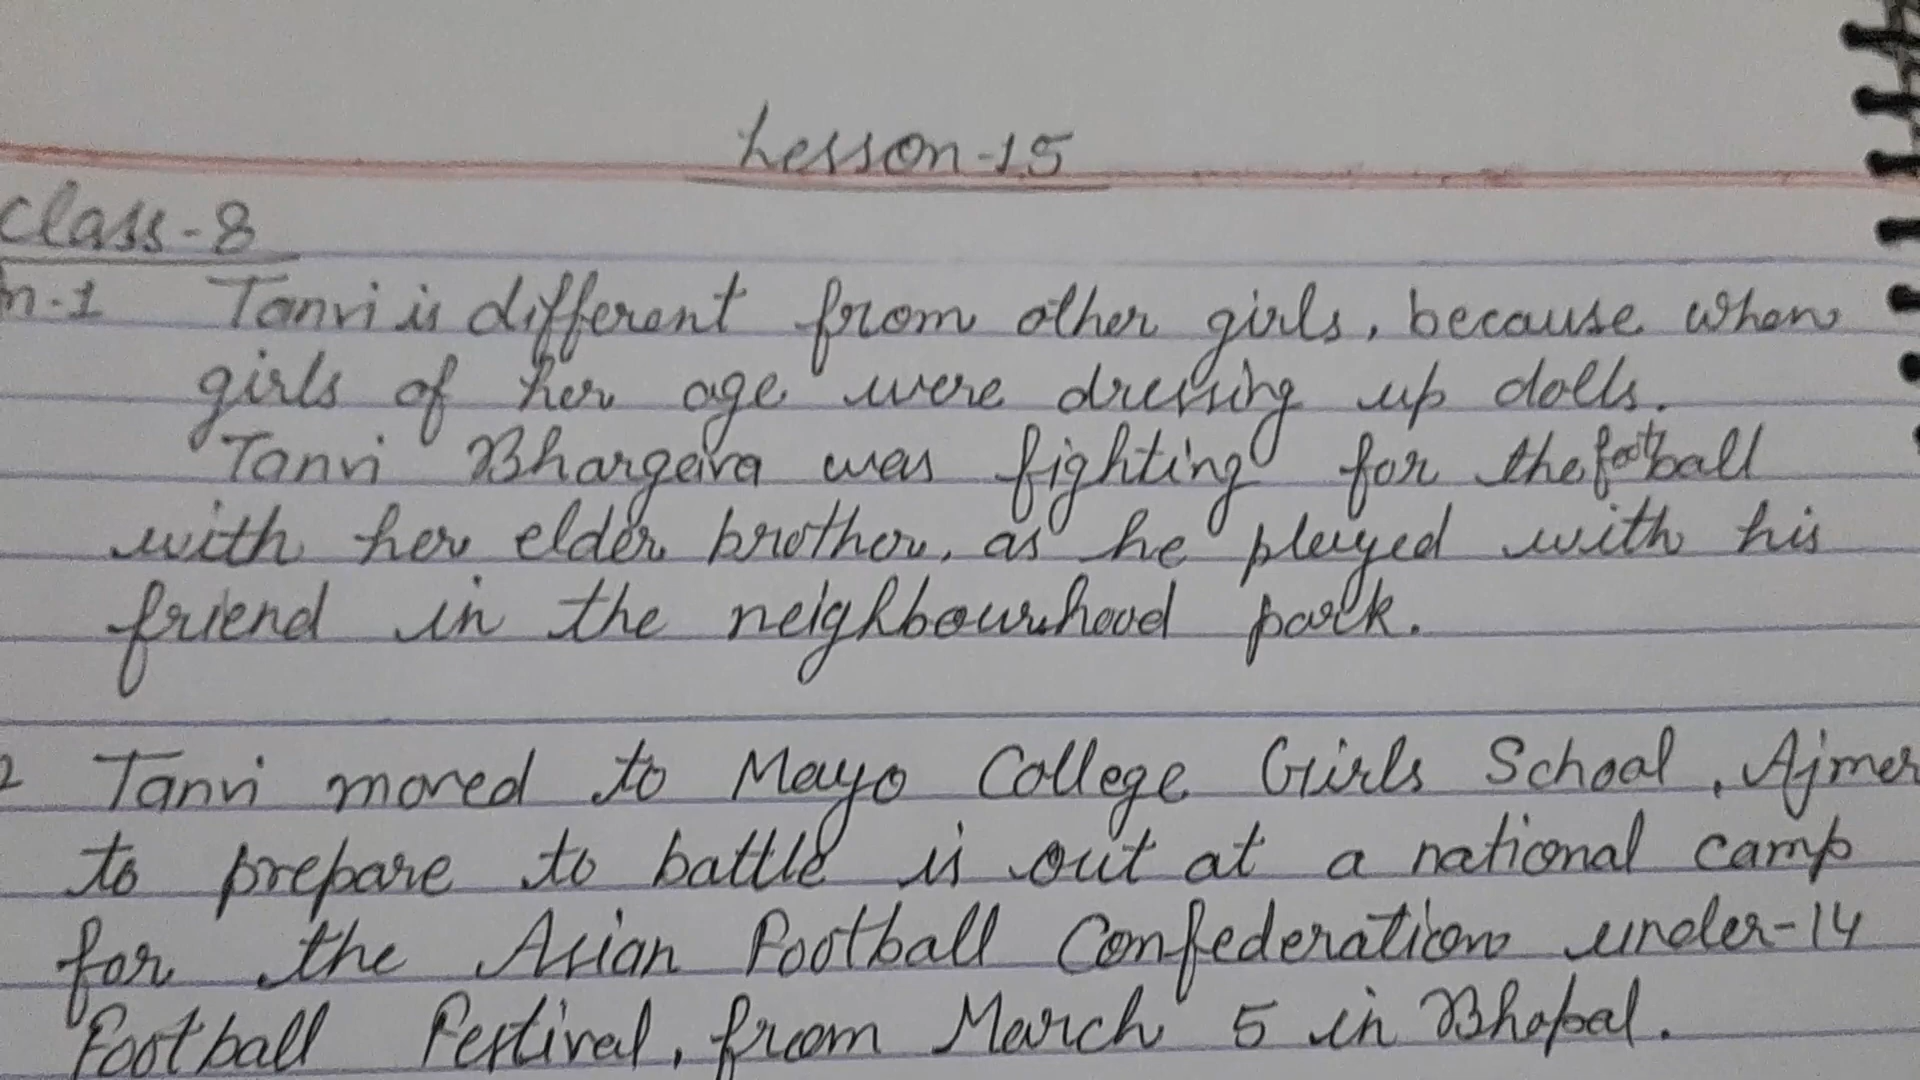 Lesson-15
Class-8
n.1 Tanvi is different from other girls, because when
girls of her age were dressing up dolls.
Tanvi Bhargava was fighting for the football
with her elder brother, as he played with his
friend in the neighbourhood park.
2 Tanvi moved to Mayo College Girls School, Ajmer
to prepare to battle is out at a national camp
for the Asian Football Confederation under-14
Football Festival, from March 5 in Bhopal.